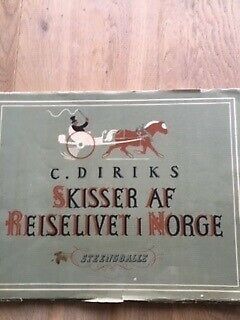 C. DIRIKS
SKISSER AF
REISELIVET I NORGE
STEENSBALLE